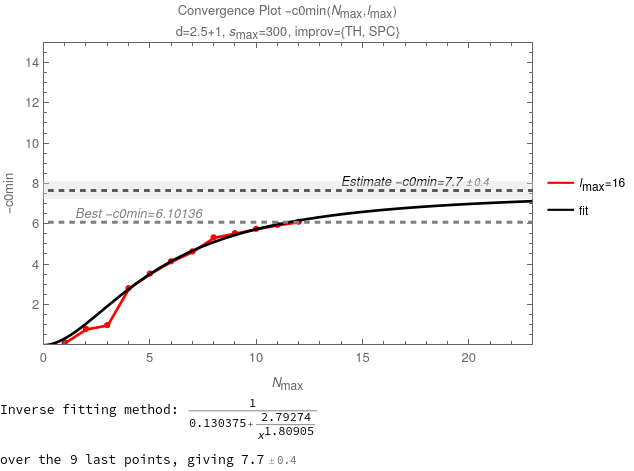 Convergence Plot −c0min(Nmax,lmax)
d=2.5+1, smax=300, improv={TH, SPC}
−c0min
14
12
10
8
6
4
2
Estimate −c0min=7.7 ±0.4
Best −c0min=6.10136
lmax=16
fit
0 5 10 15 20
Nmax
Inverse fitting method: 1
0.130375+ 2.79274
x1.80905
over the 9 last points, giving 7.7 ±0.4